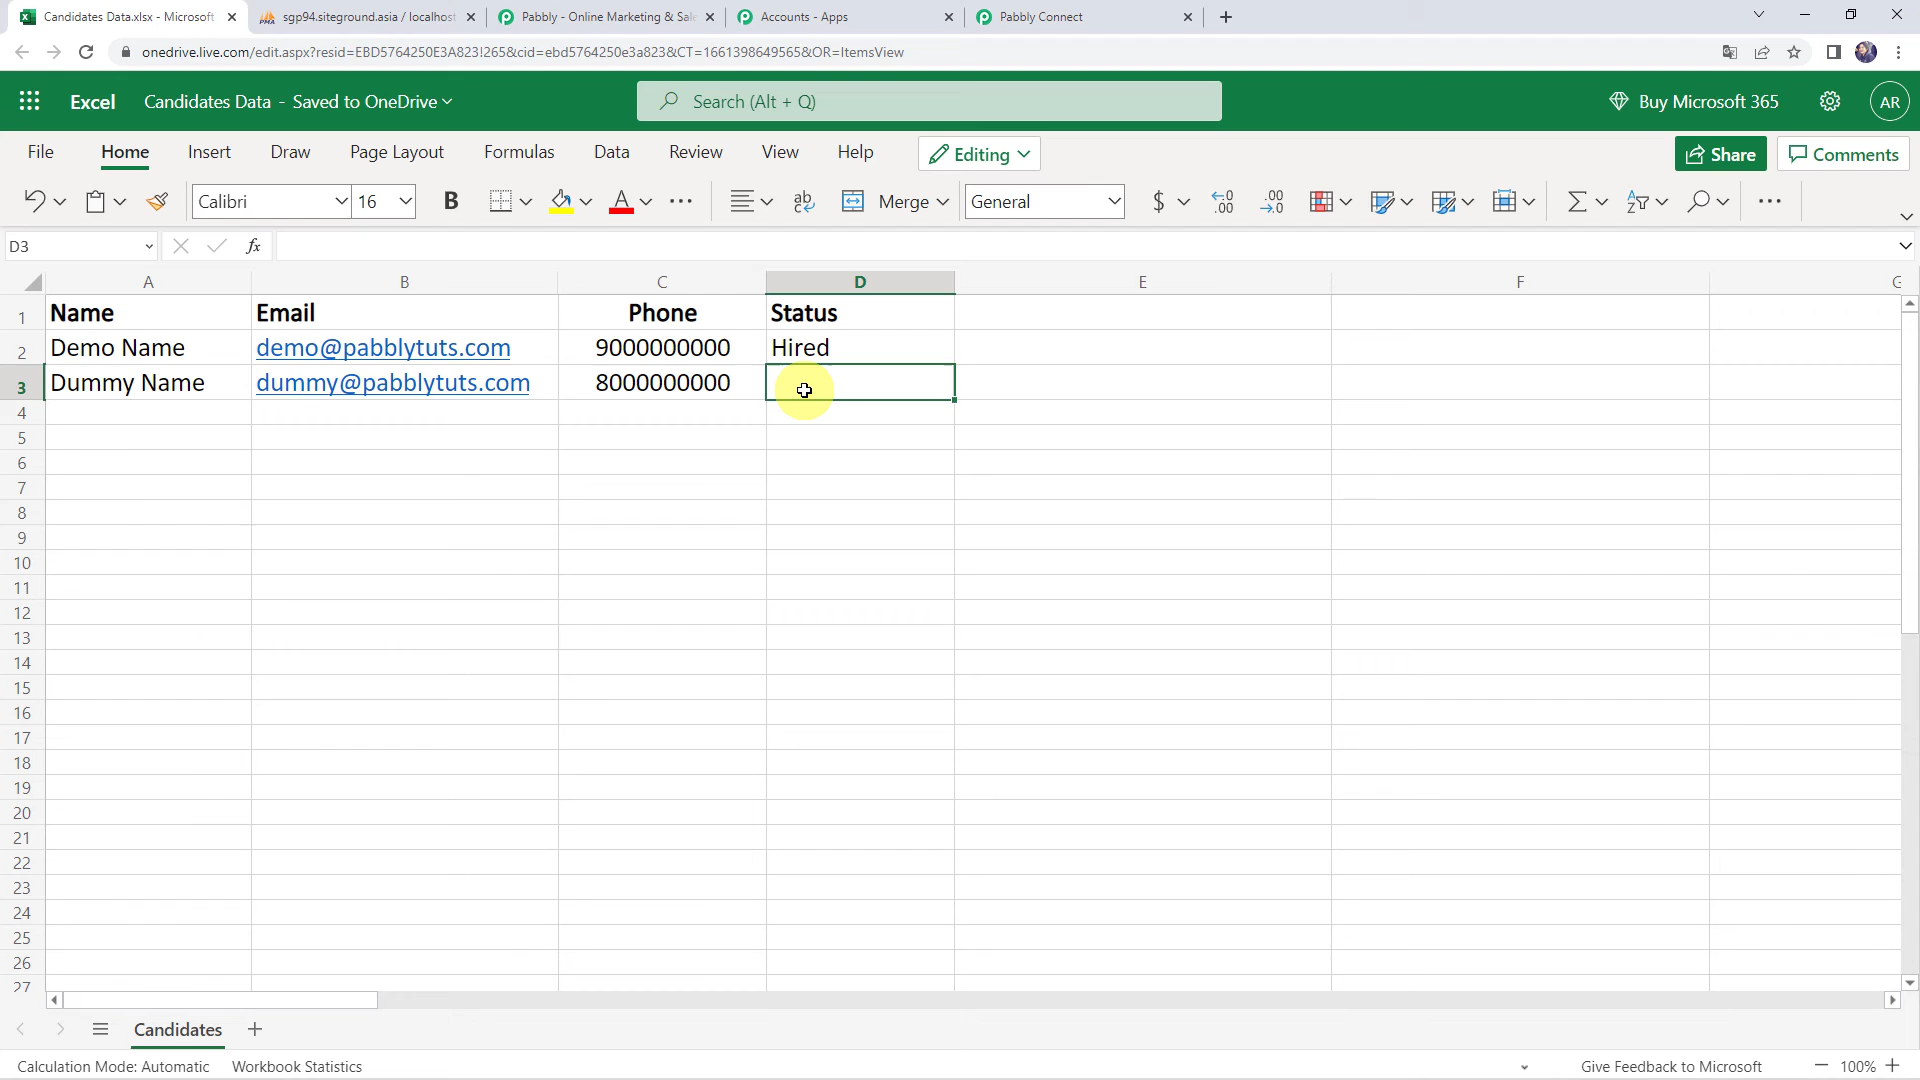 Candidates Data.xlsx - Microsoft
sgp94.siteground.asia / localhost
Pabbly - Online Marketing & Sal
Accounts - Apps
Pabbly Connect
onedrive.live.com/edit.aspx?resid=EBD5764250E3A823!265&cid=ebd5764250e3a823&CT=1661398649565&OR=ItemsView
Excel Candidates Data - Saved to OneDrive
Search (Alt + Q)
Buy Microsoft 365
AR
File Home Insert Draw Page Layout Formulas Data Review View Help Editing Share Comments
Calibri 16 B A ab Merge General $ .00 .00
D3 fx
A B C D E F G
1 Name Email Phone Status
2 Demo Name demo@pabblytuts.com 9000000000 Hired
3 Dummy Name dummy@pabblytuts.com 8000000000
4
5
6
7
8
9
10
11
12
13
14
15
16
17
18
19
20
21
22
23
24
25
26
27
Candidates
Calculation Mode: Automatic Workbook Statistics Give Feedback to Microsoft 100%